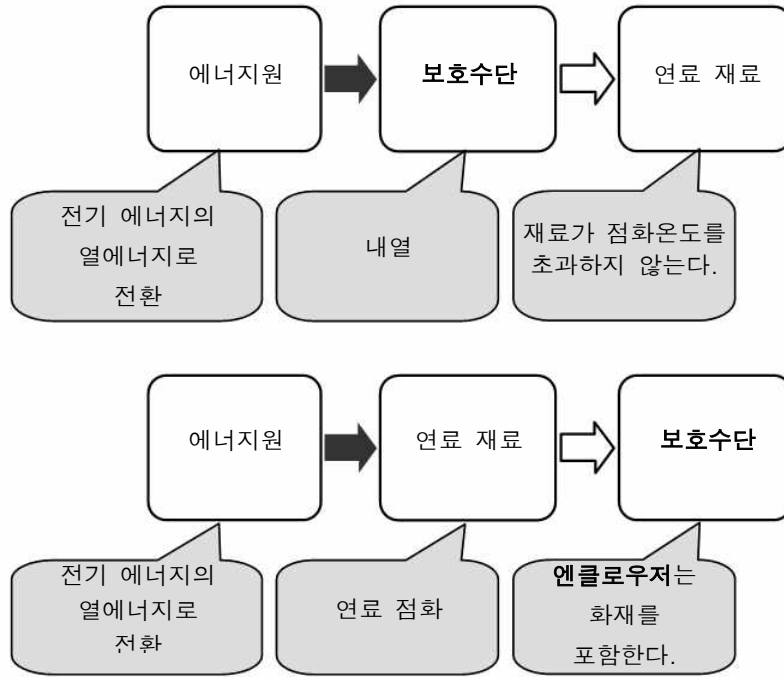 에너지원
보호수단
연료 재료
전기 에너지의
열에너지로
전환
내열
재료가 점화온도를
초과하지 않는다.
에너지원
연료 재료
보호수단
전기 에너지의
열에너지로
전환
연료 점화
엔클로우저는
화재를
포함한다.